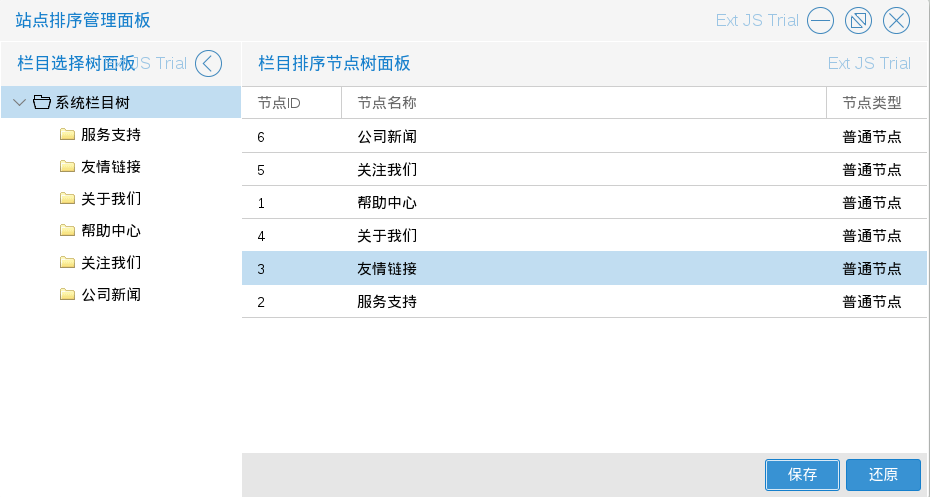 站点排序管理面板 Ext JS Trial
栏目选择树面板 JS Trial
栏目排序节点树面板 Ext JS Trial
系统栏目树
服务支持
友情链接
关于我们
帮助中心
关注我们
公司新闻
节点ID 节点名称 节点类型
6 公司新闻 普通节点
5 关注我们 普通节点
1 帮助中心 普通节点
4 关于我们 普通节点
3 友情链接 普通节点
2 服务支持 普通节点
保存 还原